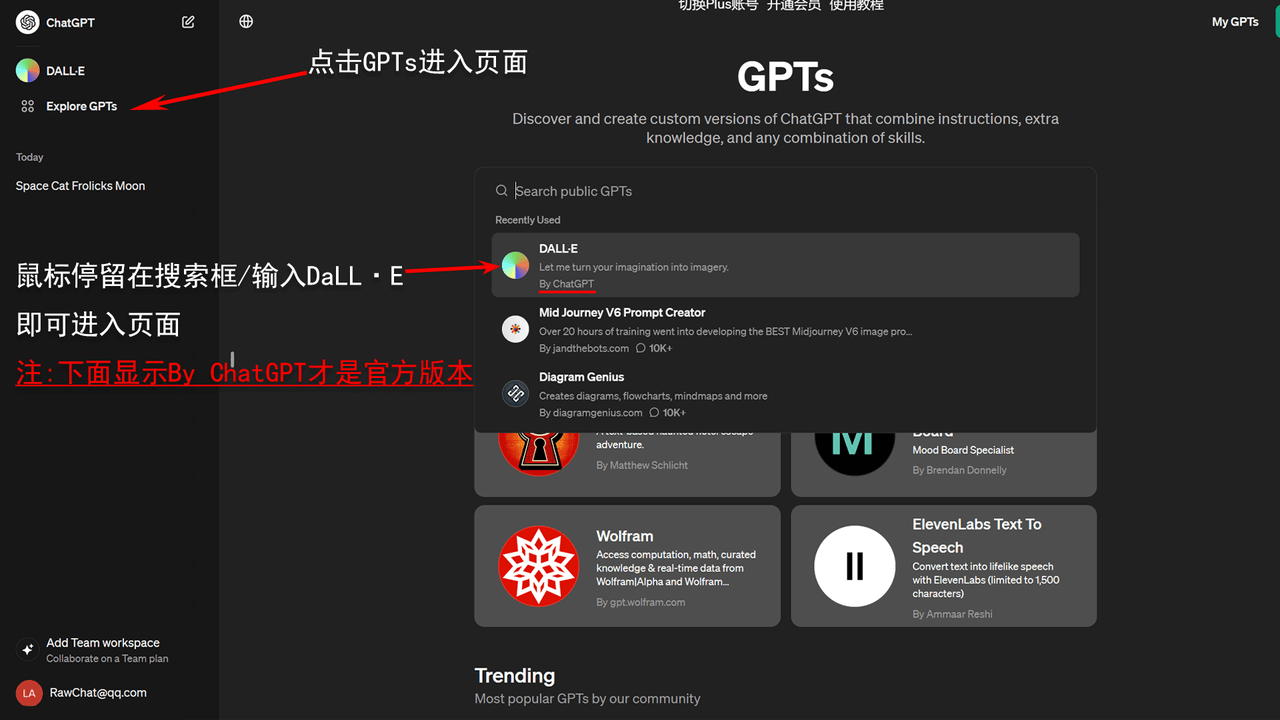 切换Plus账号 开通会员 使用教程
ChatGPT
My GPTs
DALL·E
Explore GPTs
点击GPTs进入页面
Today
Space Cat Frolicks Moon
鼠标停留在搜索框/输入DaLL·E
即可进入页面
注:下面显示By ChatGPT才是官方版本
GPTs
Discover and create custom versions of ChatGPT that combine instructions, extra
knowledge, and any combination of skills.
Search public GPTs
Recently Used
DALL·E
Let me turn your imagination into imagery.
By ChatGPT
Mid Journey V6 Prompt Creator
Over 20 hours of training went into developing the BEST Midjourney V6 image pro...
By jandthebots.com 10K+
Diagram Genius
Creates diagrams, flowcharts, mindmaps and more
By diagramgenius.com 10K+
A text-based haunted hotel escape
adventure.
By Matthew Schlicht
Board
Mood Board Specialist
By Brendan Donnelly
Wolfram
Access computation, math, curated
knowledge & real-time data from
Wolfram|Alpha and Wolfram...
By gpt.wolfram.com
ElevenLabs Text To
Speech
Convert text into lifelike speech
with ElevenLabs (limited to 1,500
characters)
By Ammaar Reshi
Trending
Most popular GPTs by our community
Add Team workspace
Collaborate on a Team plan
LA
RawChat@qq.com